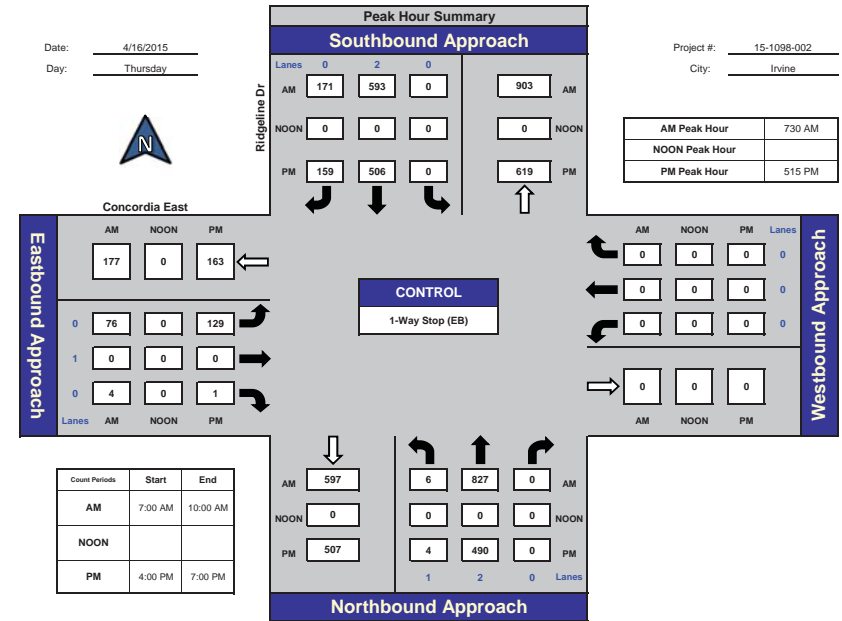 Peak Hour Summary
Southbound Approach
Date: 4/16/2015
Day: Thursday
Project #: 15-1098-002
City: Irvine
Ridgeline Dr
Lanes 0 2 0
AM 171 593 0 903 AM
NOON 0 0 0 0 NOON
PM 159 506 0 619 PM
N
AM Peak Hour 730 AM
NOON Peak Hour
PM Peak Hour 515 PM
Concordia East
Eastbound Approach
AM NOON PM
177 0 163
0 76 0 129
1 0 0 0
0 4 0 1
Lanes AM NOON PM
CONTROL
1-Way Stop (EB)
AM NOON PM Lanes
0 0 0 0
0 0 0 0
0 0 0 0
0 0 0
AM NOON PM
Westbound Approach
Count Periods Start End
AM 7:00 AM 10:00 AM
NOON
PM 4:00 PM 7:00 PM
AM 597 6 827 0 AM
NOON 0 0 0 0 NOON
PM 507 4 490 0 PM
1 2 0 Lanes
Northbound Approach